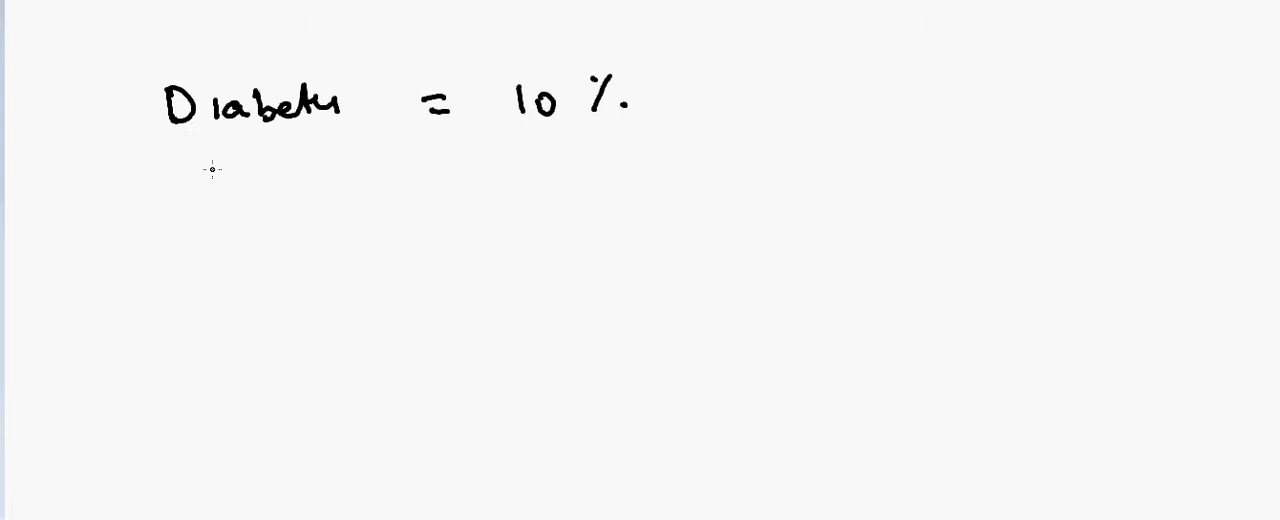 Diabetes = 10 %.